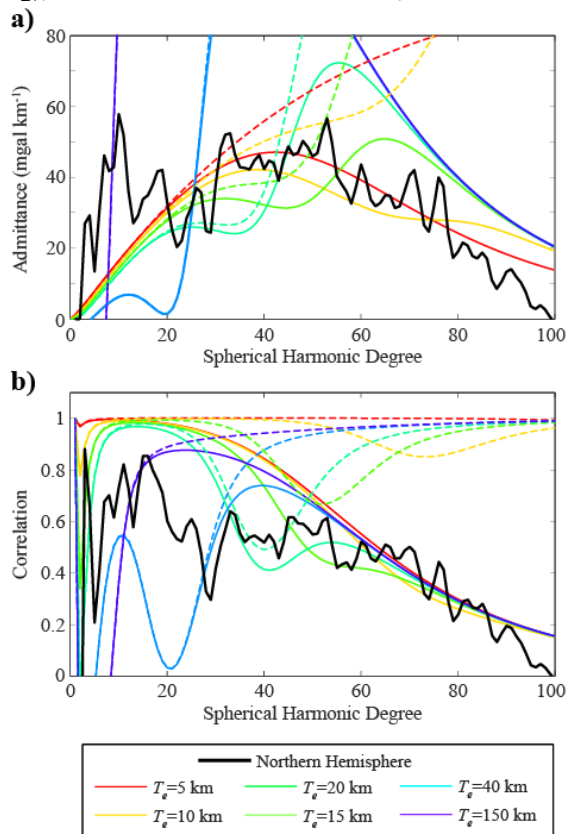 a)
80
60
40
20
0
Admittance (mgal km⁻¹)
0 20 40 60 80 100
Spherical Harmonic Degree
b)
1
0.8
0.6
0.4
0.2
0
Correlation
0 20 40 60 80 100
Spherical Harmonic Degree
Northern Hemisphere
Tₑ=5 km Tₑ=20 km Tₑ=40 km
Tₑ=10 km Tₑ=15 km Tₑ=150 km